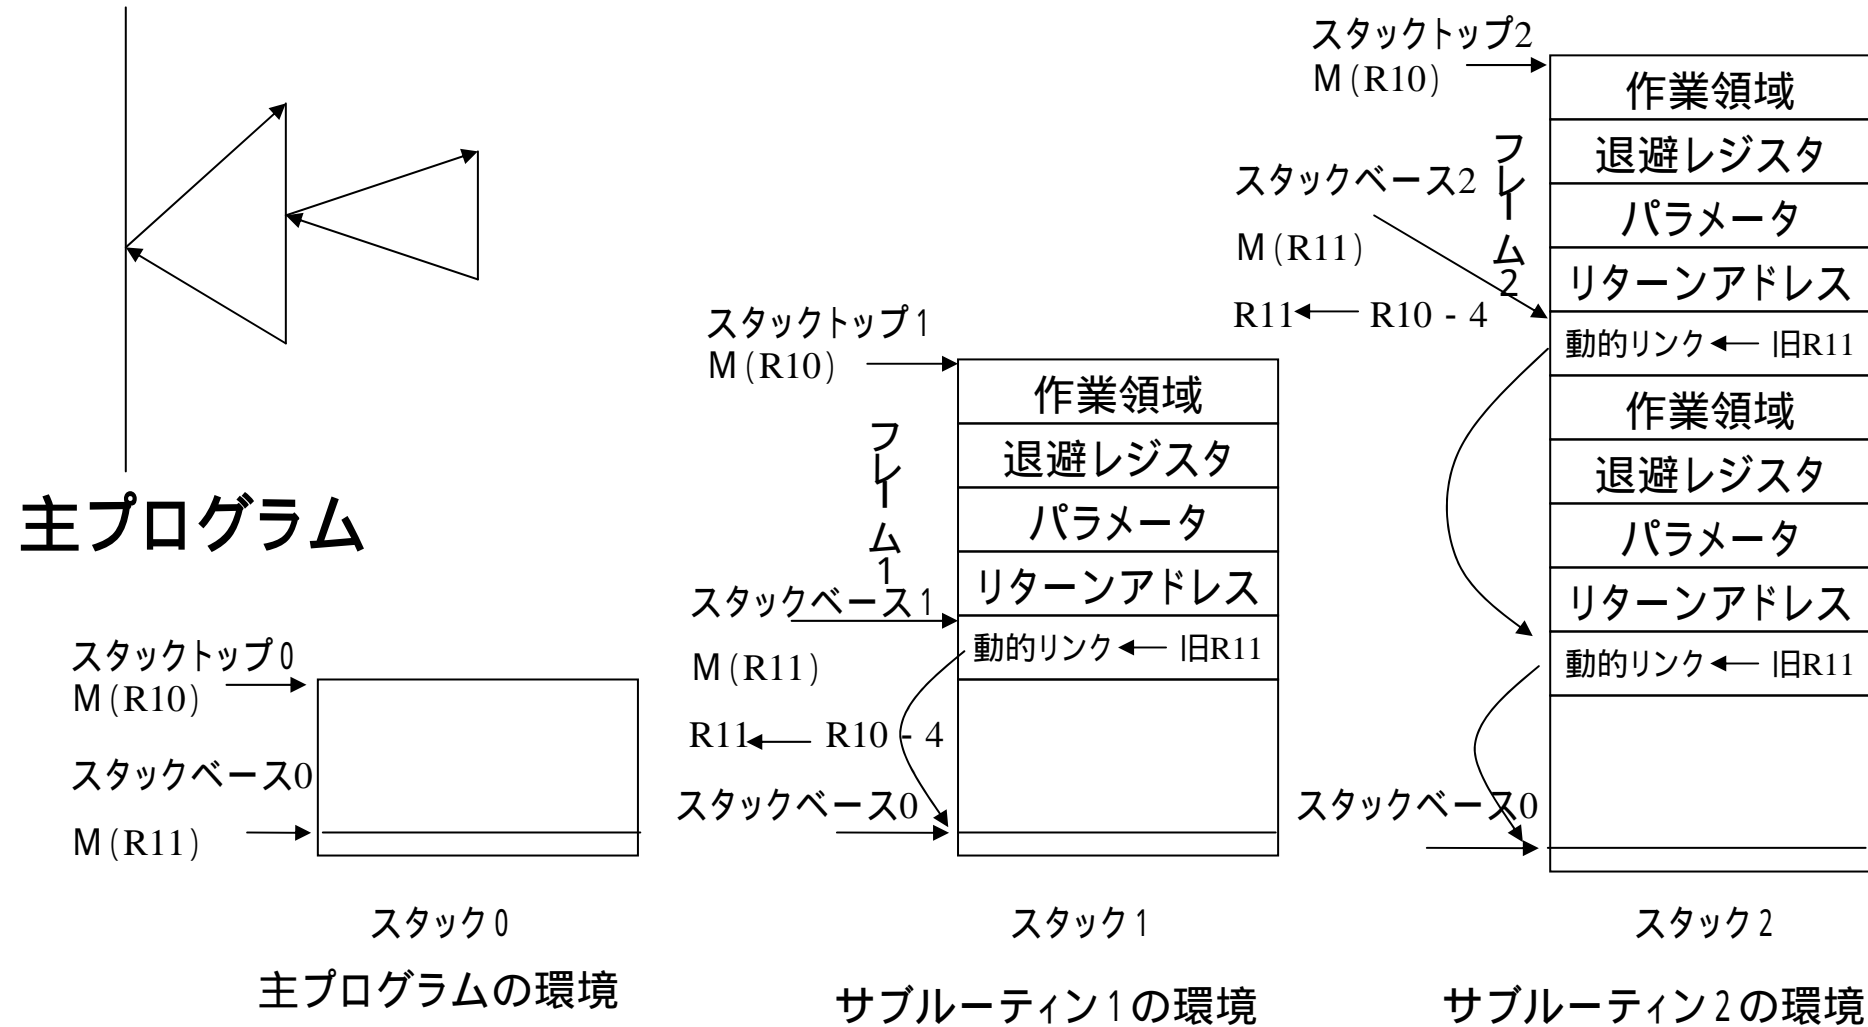 主プログラム
スタックトップ0
M(R10)
スタックベース0
M(R11)
スタック0
主プログラムの環境
スタックトップ1
M(R10)
フレーム1
スタックベース1
M(R11)
R11 ← R10 - 4
スタックベース0
作業領域
退避レジスタ
パラメータ
リターンアドレス
動的リンク ← 旧R11
スタック1
サブルーティン1の環境
スタックトップ2
M(R10)
フレーム2
スタックベース2
M(R11)
R11 ← R10 - 4
スタックベース0
作業領域
退避レジスタ
パラメータ
リターンアドレス
動的リンク ← 旧R11
作業領域
退避レジスタ
パラメータ
リターンアドレス
動的リンク ← 旧R11
スタック2
サブルーティン2の環境